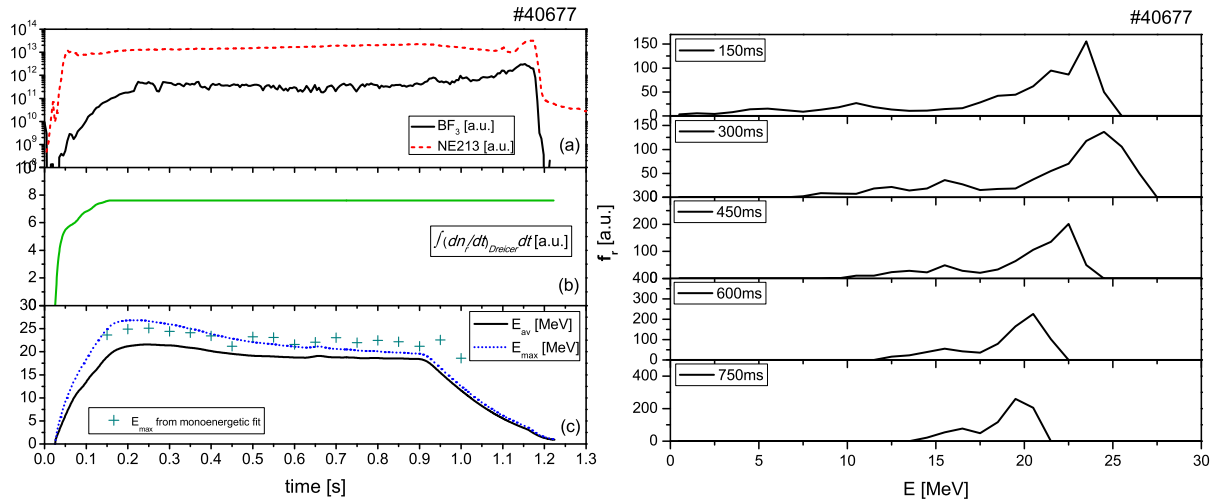 #40677
10^14
10^13
10^12
10^11
10^10
10^9
10^8
BF_3 [a.u.]
NE213 [a.u.]
(a)
8
6
4
2
30
∫(dn_r/dt)_Dreicer dt [a.u.]
(b)
25
20
15
10
5
0
E_av [MeV]
E_max [MeV]
E_max from monoenergetic fit
(c)
0.0 0.1 0.2 0.3 0.4 0.5 0.6 0.7 0.8 0.9 1.0 1.1 1.2 1.3
time [s]
#40677
150
100
50
0
150ms
150
100
50
300
300ms
200
100
400
450ms
300
200
100
0
600ms
400
200
0
750ms
f_r [a.u.]
0 5 10 15 20 25 30
E [MeV]